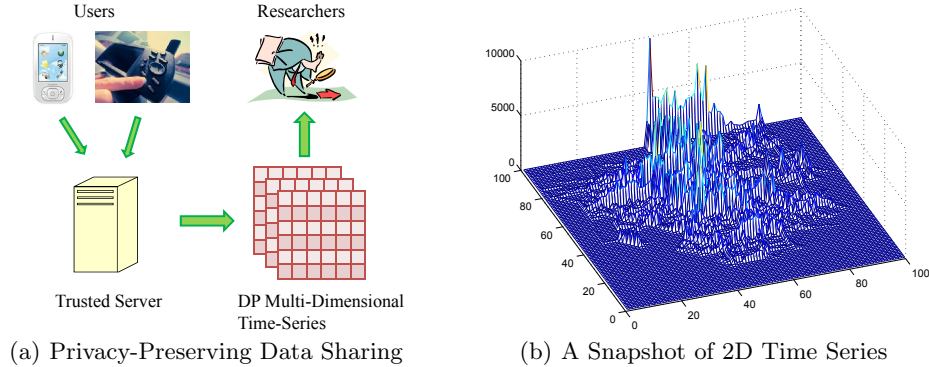 Users
Researchers
Trusted Server
DP Multi-Dimensional
Time-Series
(a) Privacy-Preserving Data Sharing
10000
5000
0
100
80
60
40
20
0
0
20
40
60
80
100
(b) A Snapshot of 2D Time Series